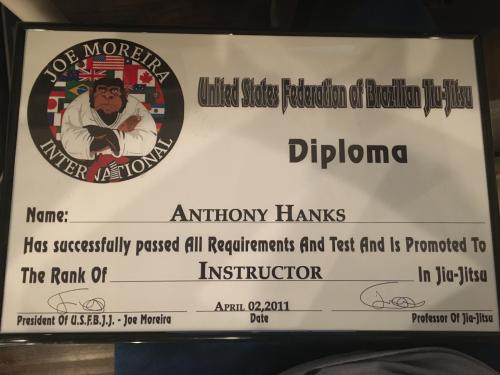 JOE MOREIRA
INTERNATIONAL
United States Federation of Brazilian Jiu-Jitsu
Diploma
Name: ANTHONY HANKS
Has successfully passed All Requirements And Test And Is Promoted To
The Rank Of INSTRUCTOR In Jiu-Jitsu
APRIL 02,2011
President Of U.S.F.B.J.J. - Joe Moreira Date Professor Of Jia-Jitsu